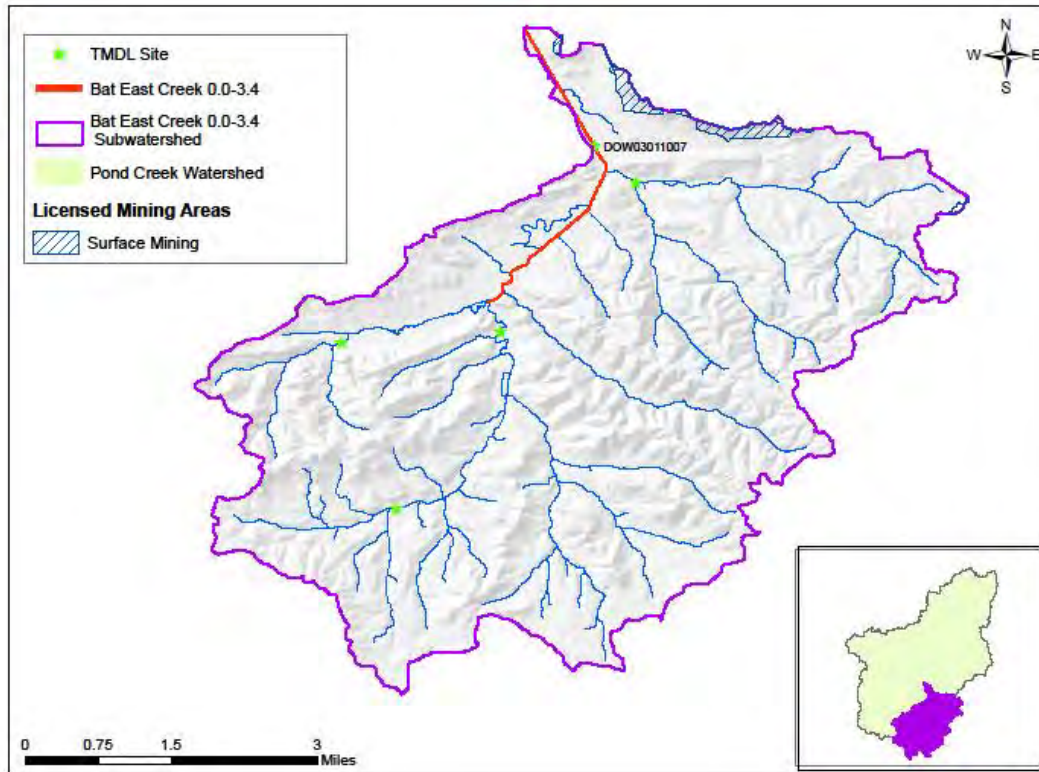 TMDL Site
Bat East Creek 0.0-3.4
Bat East Creek 0.0-3.4
Subwatershed
Pond Creek Watershed
Licensed Mining Areas
Surface Mining
N
W E
S
DOW03011007
0 0.75 1.5 3
Miles